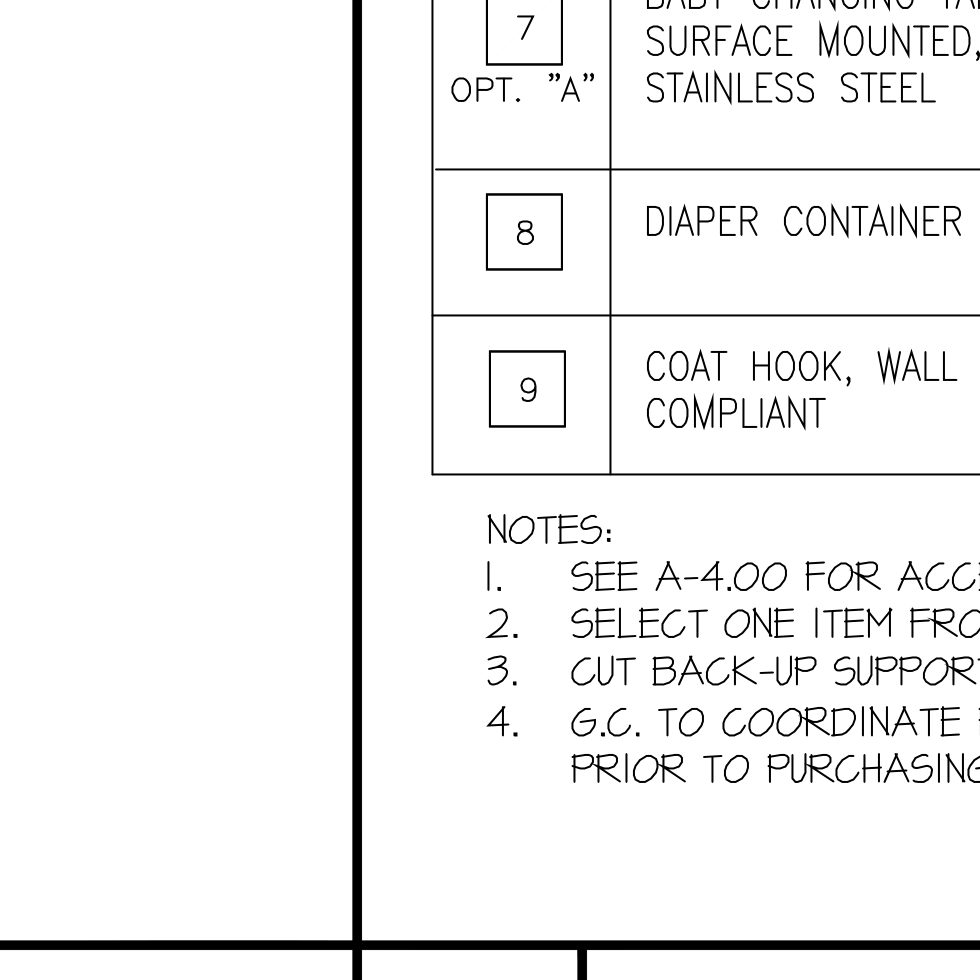 7
SURFACE MOUNTED,
OPT. "A"
STAINLESS STEEL
8
DIAPER CONTAINER
9
COAT HOOK, WALL
COMPLIANT
NOTES:
1. SEE A-4.00 FOR
2. SELECT ONE ITEM
3. CUT BACK-UP
4. G.C. TO COORDINATE
PRIOR TO PURCHASING